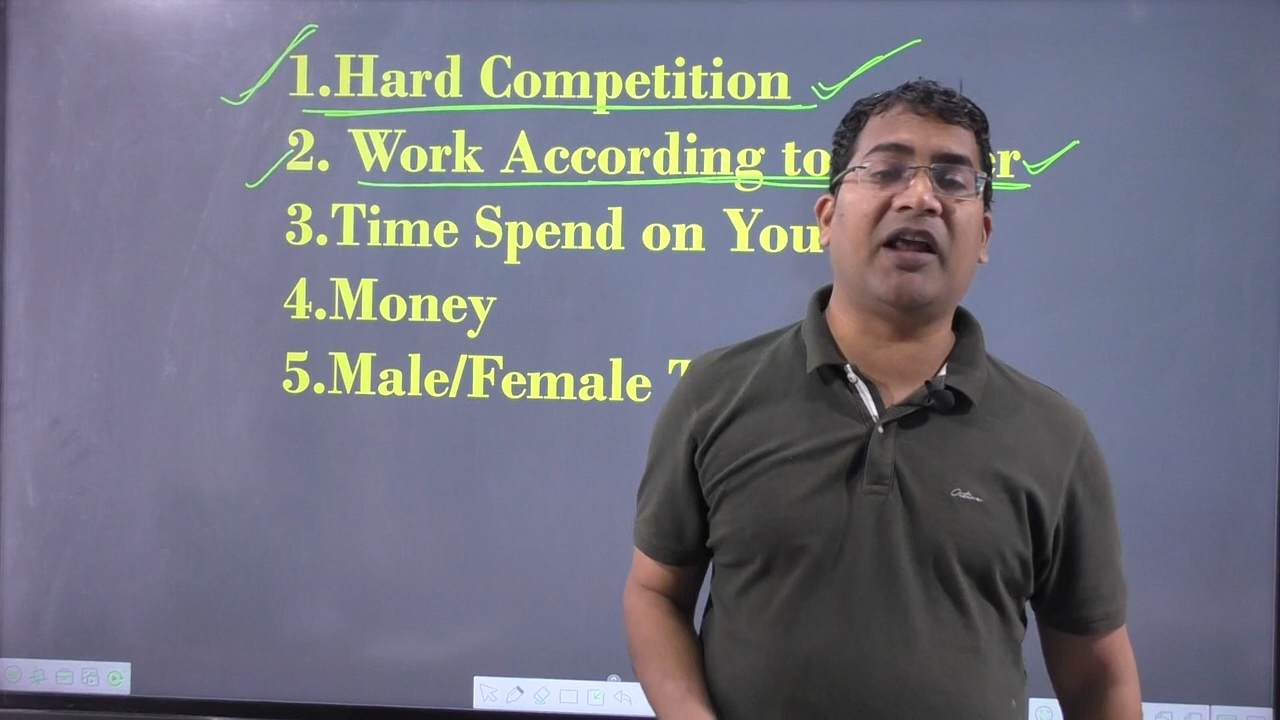 1.Hard Competition
2. Work According to
3.Time Spend on You
4.Money
5.Male/Female